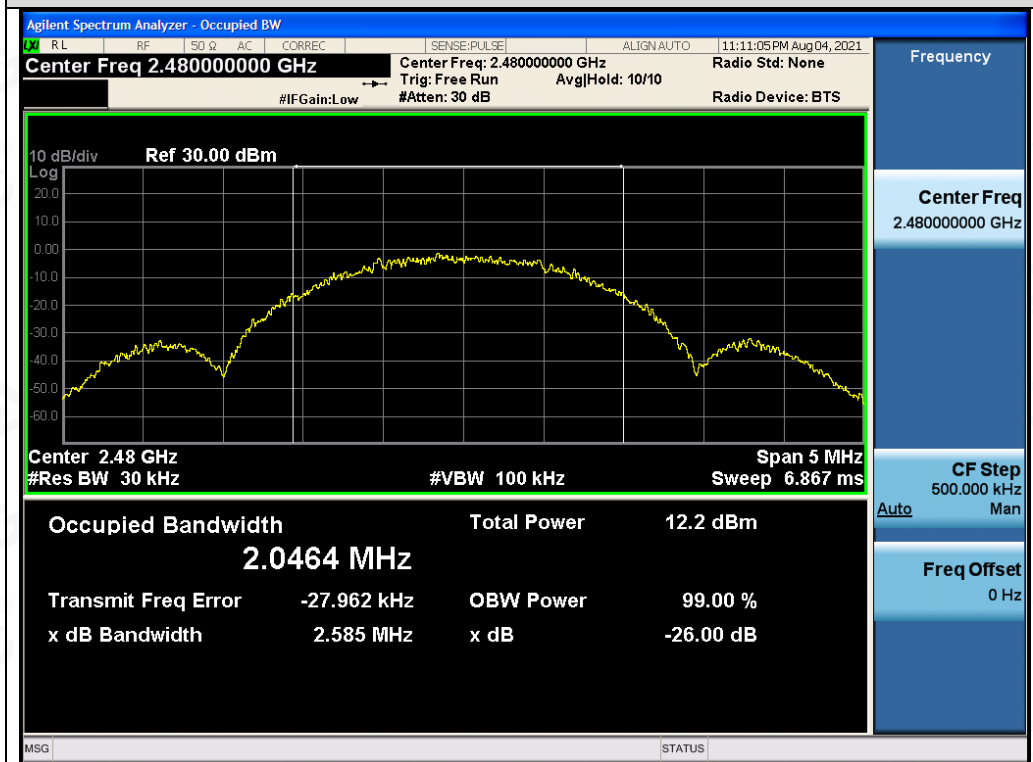 Agilent Spectrum Analyzer - Occupied BW
LXI RL RF 50 Ω AC CORREC SENSE:PULSE ALIGN AUTO 11:11:05 PM Aug 04, 2021
Center Freq 2.480000000 GHz
Center Freq: 2.480000000 GHz
Radio Std: None
Trig: Free Run Avg|Hold: 10/10
#IFGain:Low
#Atten: 30 dB
Radio Device: BTS
10 dB/div Ref 30.00 dBm
Log
20.0
10.0
0.00
-10.0
-20.0
-30.0
-40.0
-50.0
-60.0
Center 2.48 GHz Span 5 MHz
#Res BW 30 kHz #VBW 100 kHz Sweep 6.867 ms
Occupied Bandwidth Total Power 12.2 dBm
2.0464 MHz
Transmit Freq Error -27.962 kHz OBW Power 99.00 %
x dB Bandwidth 2.585 MHz x dB -26.00 dB
Frequency
Center Freq
2.480000000 GHz
CF Step
500.000 kHz
Auto Man
Freq Offset
0 Hz
MSG STATUS